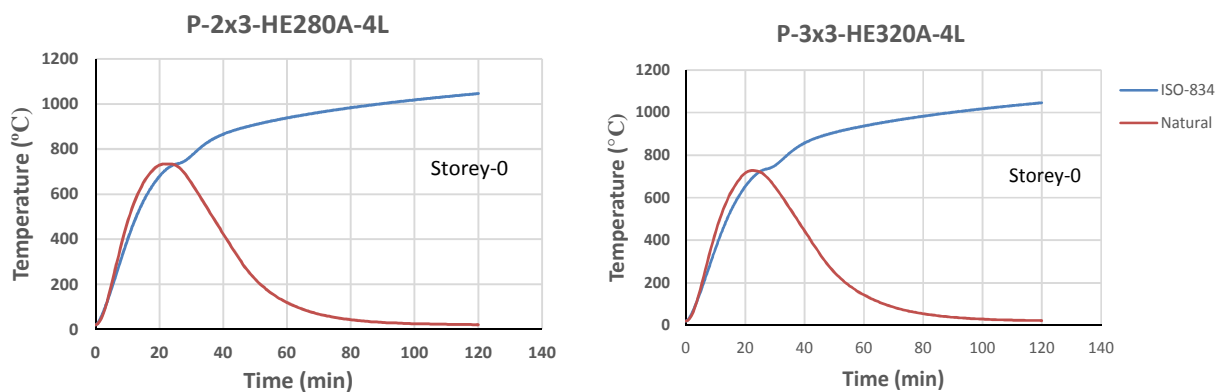 P-2x3-HE280A-4L
Temperature (°C)
1200
1000
800
600
400
200
0
Storey-0
0 20 40 60 80 100 120 140
Time (min)
P-3x3-HE320A-4L
Temperature (°C)
1200
1000
800
600
400
200
0
Storey-0
0 20 40 60 80 100 120 140
Time (min)
ISO-834
Natural